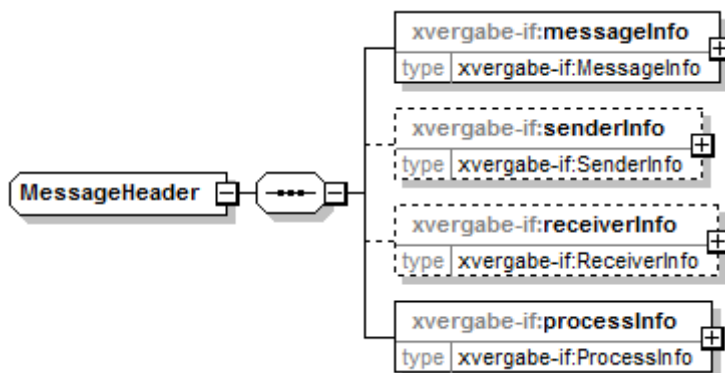 xvergabe-if:messageInfo
type xvergabe-if:MessageInfo
xvergabe-if:senderInfo
type xvergabe-if:SenderInfo
MessageHeader
xvergabe-if:receiverInfo
type xvergabe-if:ReceiverInfo
xvergabe-if:processInfo
type xvergabe-if:ProcessInfo